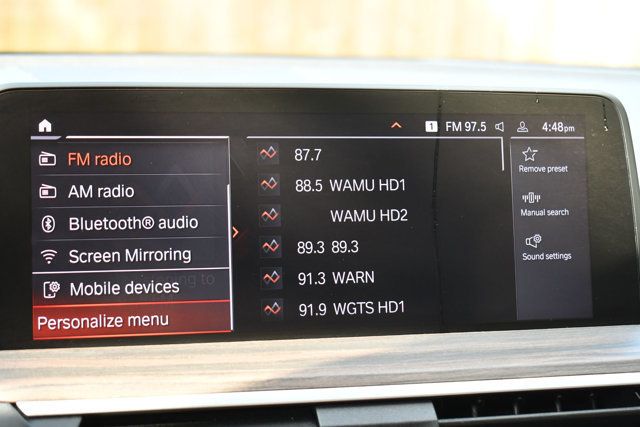 1 FM 97.5 4:48pm
FM radio
AM radio
Bluetooth® audio
Screen Mirroring
Mobile devices
Personalize menu
87.7
88.5 WAMU HD1
WAMU HD2
89.3 89.3
91.3 WARN
91.9 WGTS HD1
Remove preset
Manual search
Sound settings